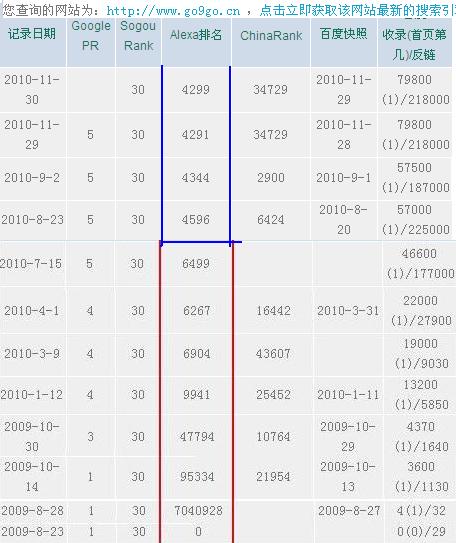 您查询的网站为：http://www.go9go.cn ，点击立即获取该网站最新的搜索引
记录日期 Google PR Sogou Rank Alexa排名 ChinaRank 百度快照 收录(首页第几)/反链
2010-11-30 30 4299 34729 2010-11-29 79800 (1)/218000
2010-11-29 5 30 4291 34729 2010-11-28 79800 (1)/218000
2010-9-2 5 30 4344 2900 2010-9-1 57500 (1)/187000
2010-8-23 5 30 4596 6424 2010-8-20 57000 (1)/225000
2010-7-15 5 30 6499 46600 (1)/177000
2010-4-1 4 30 6267 16442 2010-3-31 22000 (1)/27900
2010-3-9 4 30 6904 43607 19000 (1)/9030
2010-1-12 4 30 9941 25452 2010-1-11 13200 (1)/5850
2009-10-30 3 30 47794 10764 2009-10-29 4370 (1)/1640
2009-10-14 1 30 95334 21954 2009-10-13 3600 (1)/1130
2009-8-28 1 30 7040928 2009-8-27 4(1)/32
2009-8-23 1 30 0 0(0)/29